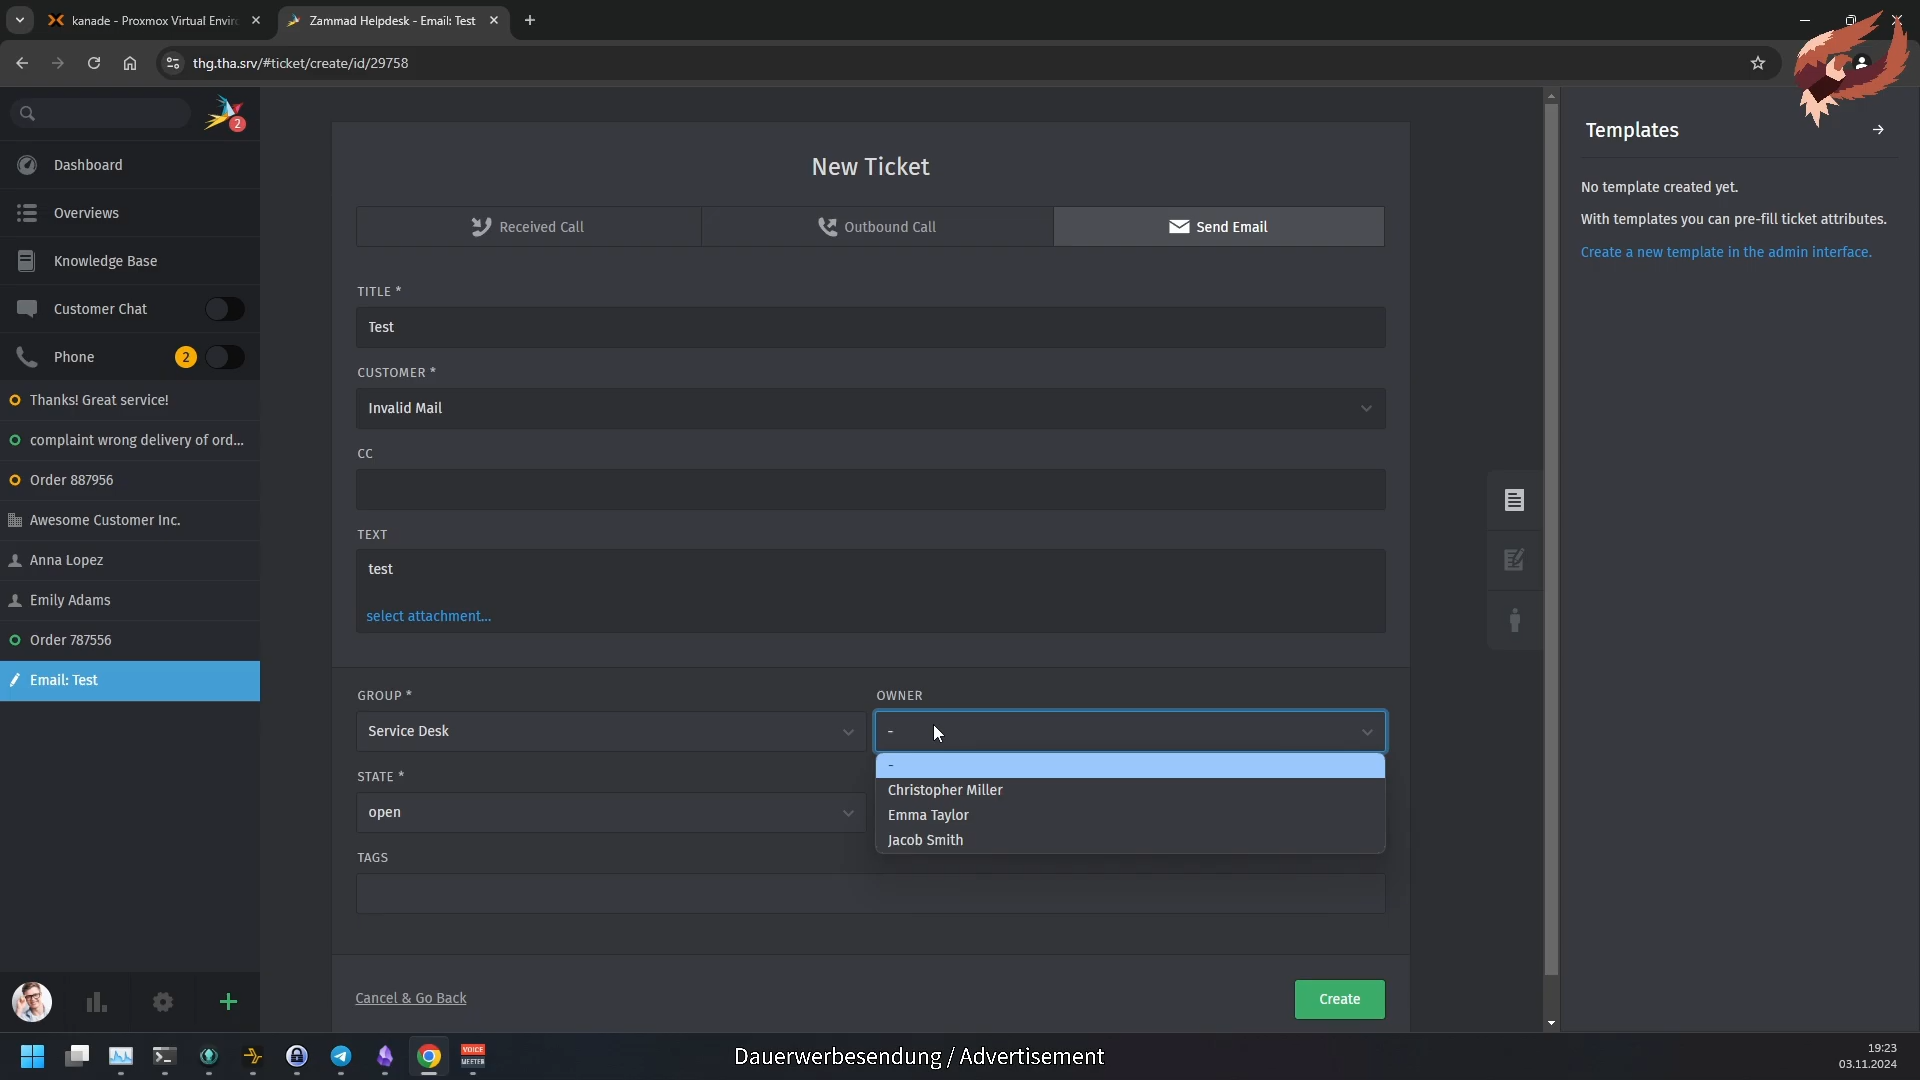 kanade - Proxmox Virtual Enviro
Zammad Helpdesk - Email: Test
thg.tha.srv/#ticket/create/id/29758
2
Dashboard
Overviews
Knowledge Base
Customer Chat
Phone
2
Thanks! Great service!
complaint wrong delivery of ord...
Order 887956
Awesome Customer Inc.
Anna Lopez
Emily Adams
Order 787556
Email: Test
New Ticket
Received Call
Outbound Call
Send Email
TITLE *
Test
CUSTOMER *
Invalid Mail
CC
TEXT
test
select attachment...
GROUP *
Service Desk
OWNER
-
-
Christopher Miller
Emma Taylor
Jacob Smith
STATE *
open
TAGS
Cancel & Go Back
Create
Templates
No template created yet.
With templates you can pre-fill ticket attributes.
Create a new template in the admin interface.
VOICE
MEETER
Dauerwerbesendung / Advertisement
19:23
03.11.2024